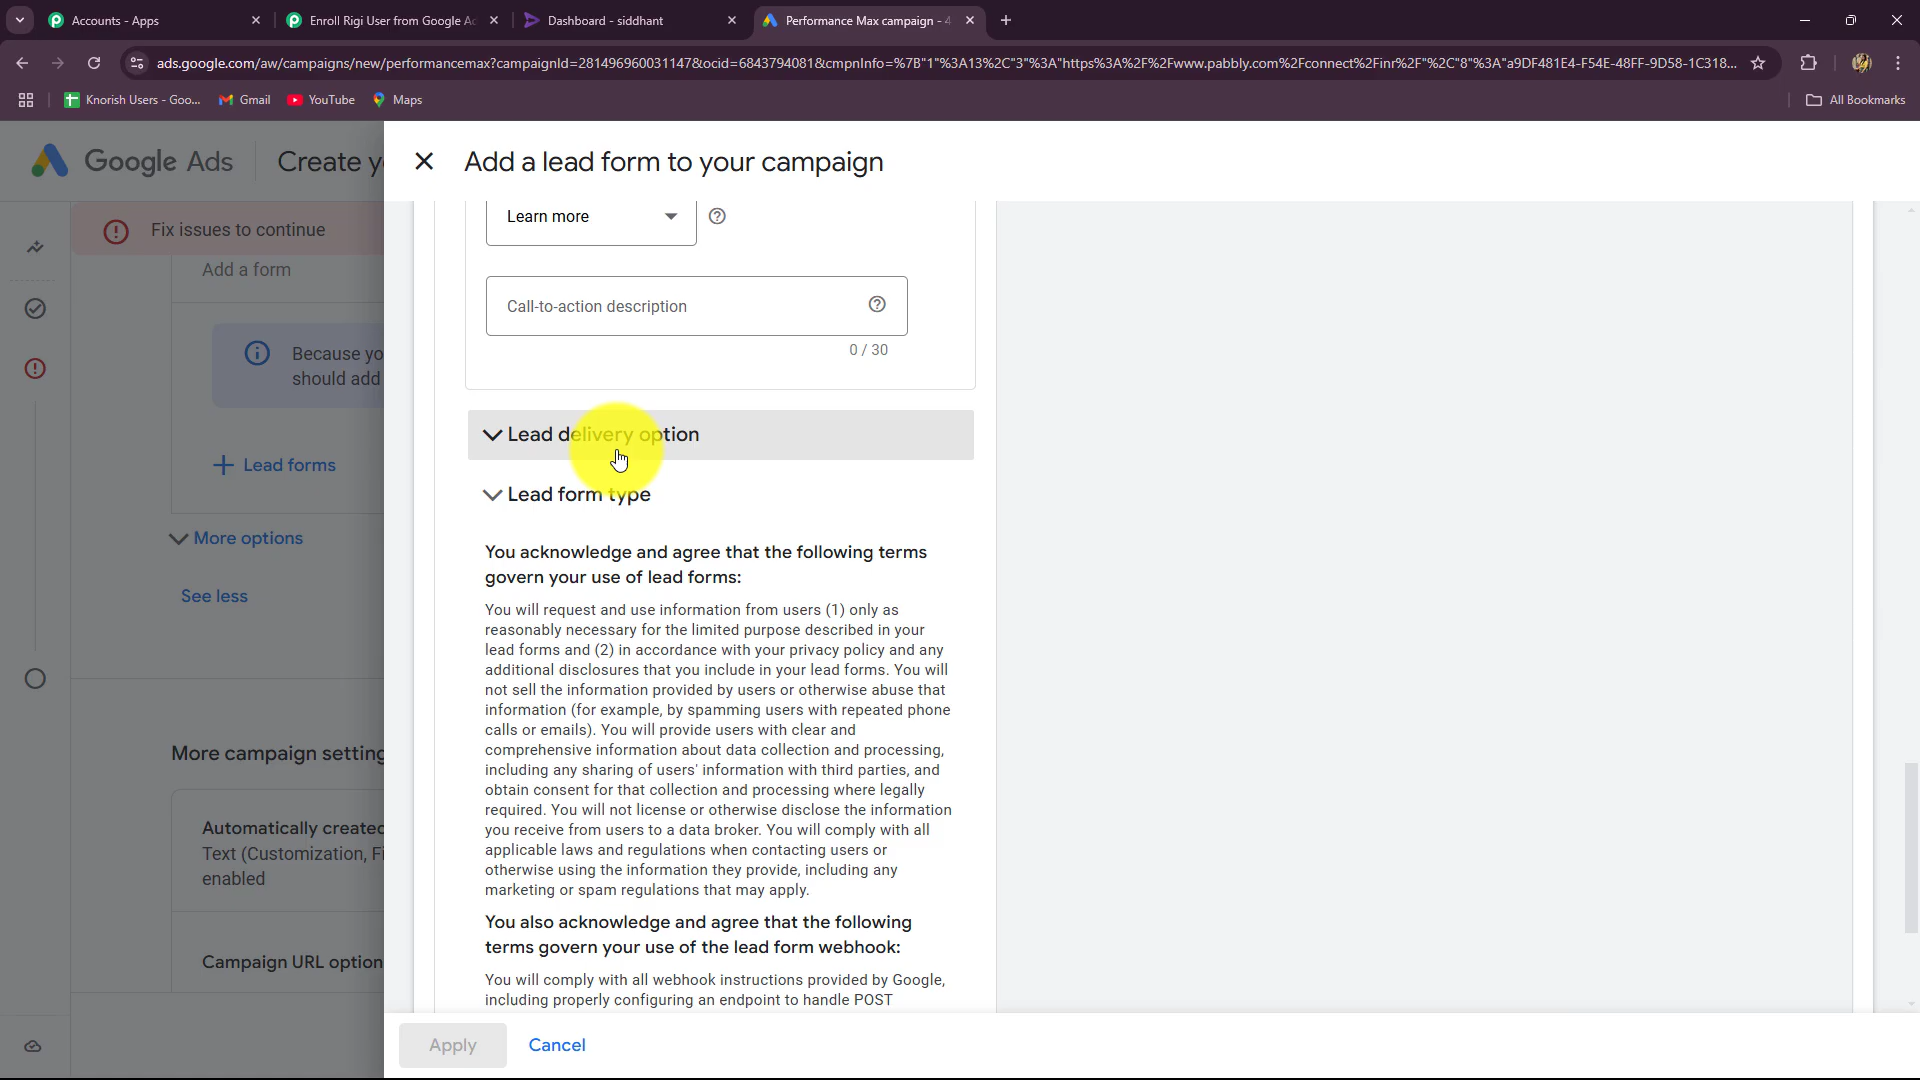 Accounts - Apps
Enroll Rigi User from Google Ac
Dashboard - siddhant
Performance Max campaign - 4
ads.google.com/aw/campaigns/new/performancemax?campaignId=281496960031147&ocid=6843794081&cmpnInfo=%7B"1"%3A13%2C"3"%3A"https%3A%2F%2Fwww.pabbly.com%2Fconnect%2Finr%2F"%2C"8"%3A"a9DF481E4-F54E-48FF-9D58-1C318...
Knorish Users - Goo...
Gmail
YouTube
Maps
All Bookmarks
Google Ads
Create yo
Add a lead form to your campaign
Fix issues to continue
Add a form
Because yo
should add
Lead forms
More options
See less
More campaign setting
Automatically created
Text (Customization, Fi
enabled
Campaign URL option
Learn more
Call-to-action description
0 / 30
Lead delivery option
Lead form type
You acknowledge and agree that the following terms
govern your use of lead forms:
You will request and use information from users (1) only as
reasonably necessary for the limited purpose described in your
lead forms and (2) in accordance with your privacy policy and any
additional disclosures that you include in your lead forms. You will
not sell the information provided by users or otherwise abuse that
information (for example, by spamming users with repeated phone
calls or emails). You will provide users with clear and
comprehensive information about data collection and processing,
including any sharing of users' information with third parties, and
obtain consent for that collection and processing where legally
required. You will not license or otherwise disclose the information
you receive from users to a data broker. You will comply with all
applicable laws and regulations when contacting users or
otherwise using the information they provide, including any
marketing or spam regulations that may apply.
You also acknowledge and agree that the following
terms govern your use of the lead form webhook:
You will comply with all webhook instructions provided by Google,
including properly configuring an endpoint to handle POST
Apply
Cancel